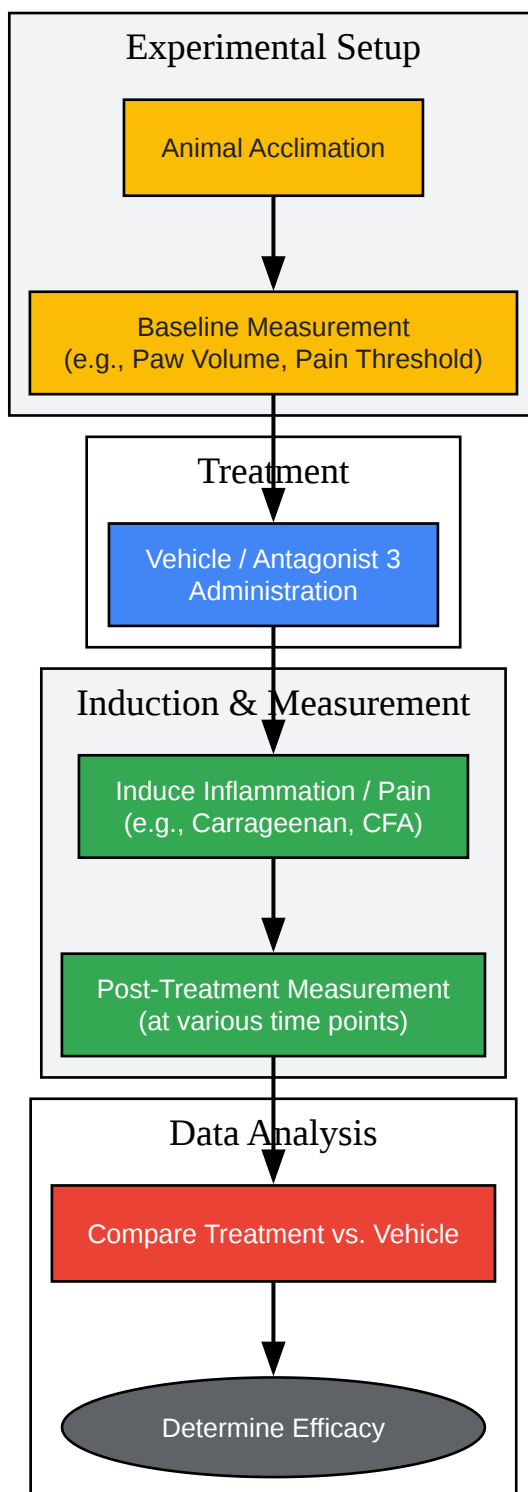 Experimental Setup
Animal Acclimation
Baseline Measurement
(e.g., Paw Volume, Pain Threshold)
Treatment
Vehicle / Antagonist 3
Administration
Induction & Measurement
Induce Inflammation / Pain
(e.g., Carrageenan, CFA)
Post-Treatment Measurement
(at various time points)
Data Analysis
Compare Treatment vs. Vehicle
Determine Efficacy